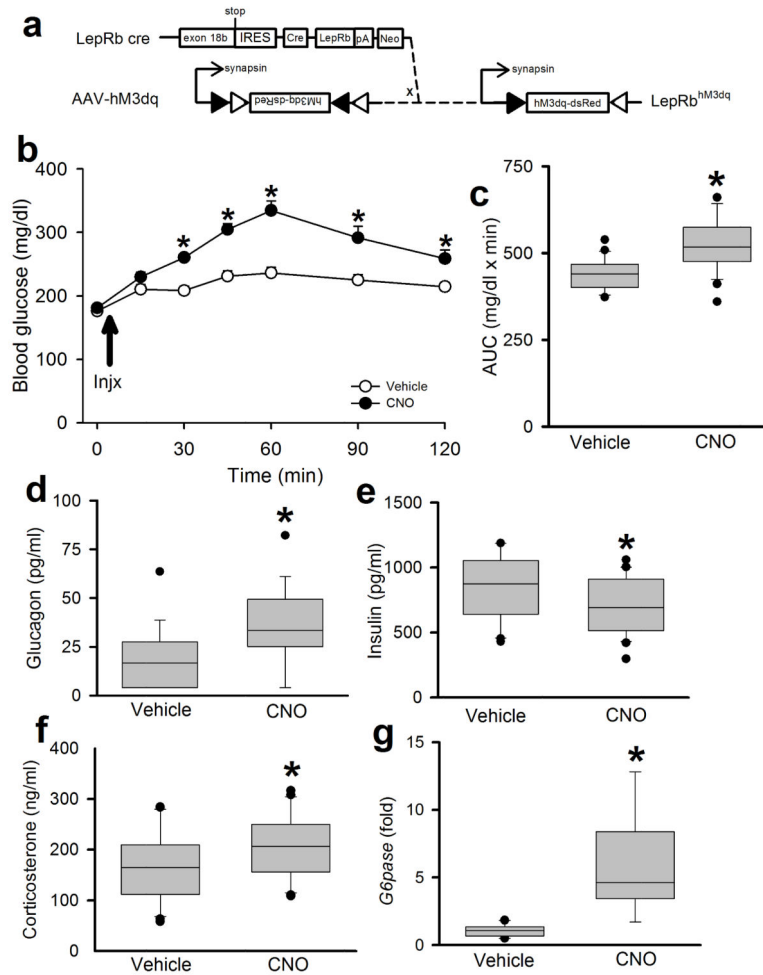 a
stop
LepRb cre
exon 18b
IRES
Cre
LepRb
pA
Neo
synapsin
AAV-hM3dq
hM3dq-dsRed
x
synapsin
hM3dq-dsRed
LepRb^hM3dq
b
400
300
200
100
0
Blood glucose (mg/dl)
* * * * *
Injx
Vehicle
CNO
0 30 60 90 120
Time (min)
c
750
500
250
0
AUC (mg/dl x min)
*
Vehicle CNO
d
100
75
50
25
0
Glucagon (pg/ml)
*
Vehicle CNO
e
1500
1000
500
0
Insulin (pg/ml)
*
Vehicle CNO
f
400
300
200
100
0
Corticosterone (ng/ml)
*
Vehicle CNO
g
15
10
5
0
G6pase (fold)
*
Vehicle CNO